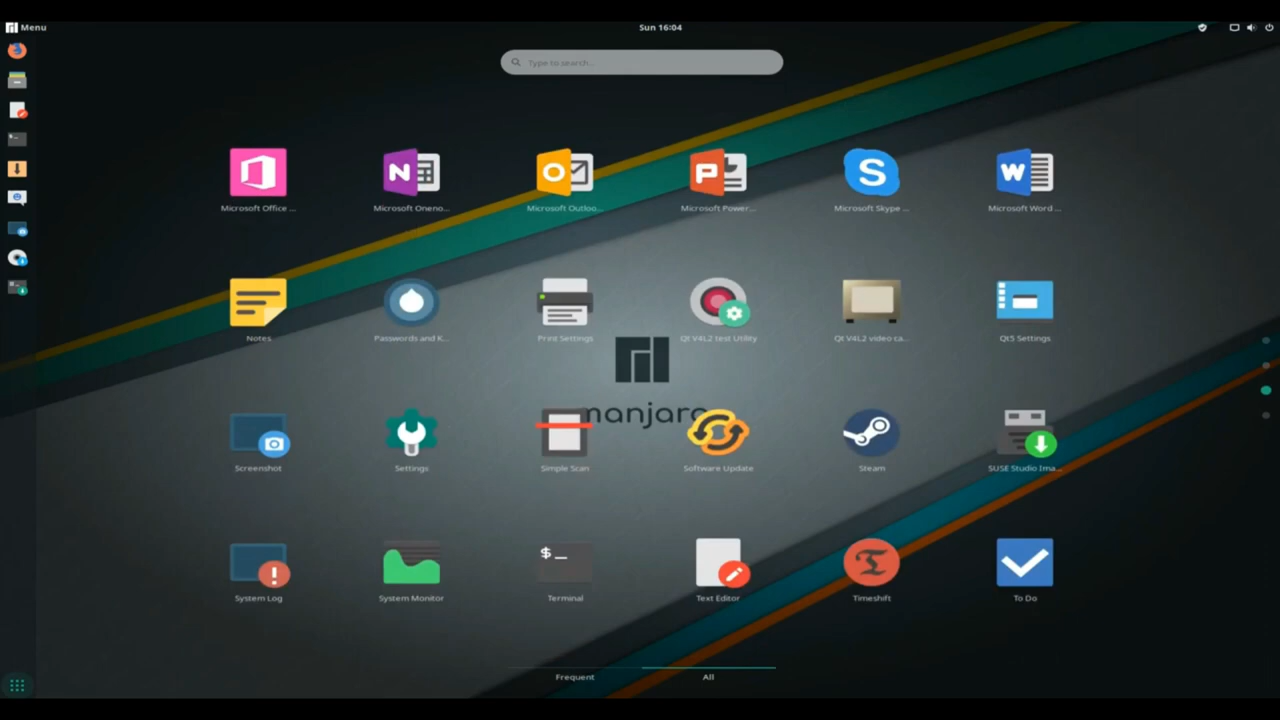 Menu
Sun 16:04
Type to search...
Microsoft Office ...
Microsoft Oneno...
Microsoft Outloo...
Microsoft Power...
Microsoft Skype ...
Microsoft Word ...
Notes
Passwords and K...
Print Settings
Qt V4L2 test Utility
Qt V4L2 video ca...
Qt5 Settings
manjaro
Screenshot
Settings
Simple Scan
Software Update
Steam
SUSE Studio Ima...
System Log
System Monitor
Terminal
Text Editor
Timeshift
To Do
Frequent
All